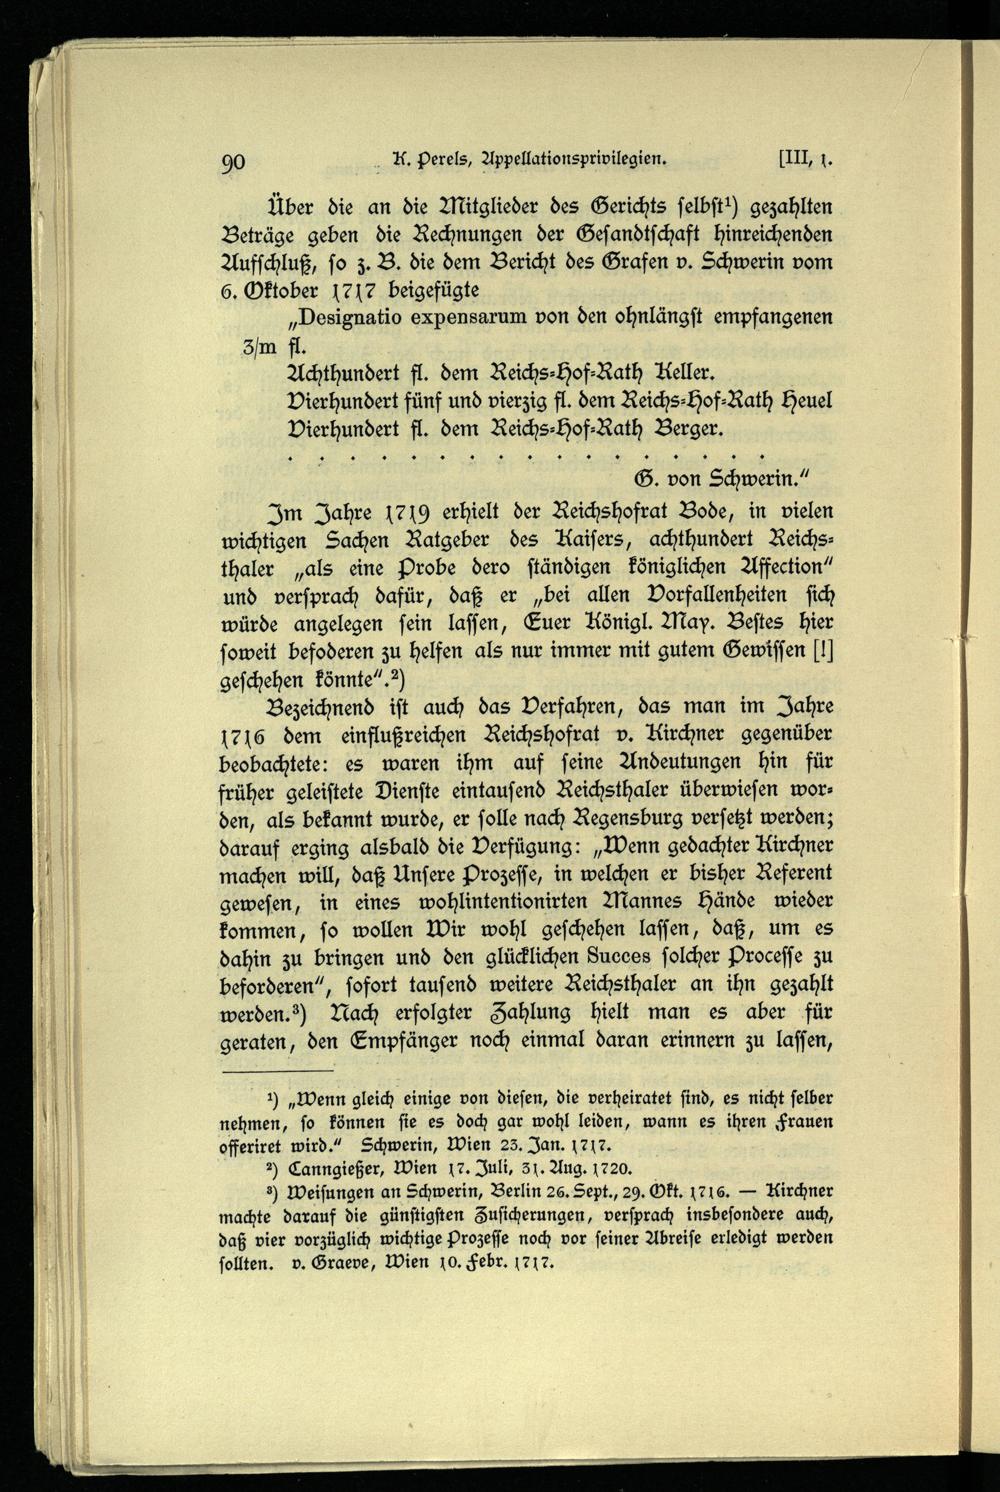 90 K. Perels, Appellationsprivilegien. [III, 1.
Über die an die Mitglieder des Gerichts selbst¹) gezahlten
Beträge geben die Rechnungen der Gesandtschaft hinreichenden
Aufschluß, so z. B. die dem Bericht des Grafen v. Schwerin vom
6. Oktober 1717 beigefügte
„Designatio expensarum von den ohnlängst empfangenen
3/m fl.
Achthundert fl. dem Reichs-Hof-Rath Keller.
Vierhundert fünf und vierzig fl. dem Reichs-Hof-Rath Heuel
Vierhundert fl. dem Reichs-Hof-Rath Berger.
. . . . . . . . . . . . . . . . .
G. von Schwerin."
Im Jahre 1719 erhielt der Reichshofrat Bode, in vielen
wichtigen Sachen Ratgeber des Kaisers, achthundert Reichs-
thaler „als eine Probe dero ständigen königlichen Affection"
und versprach dafür, daß er „bei allen Vorfallenheiten sich
würde angelegen sein lassen, Euer Königl. May. Bestes hier
soweit befoderen zu helfen als nur immer mit gutem Gewissen [!]
geschehen könnte".²)
Bezeichnend ist auch das Verfahren, das man im Jahre
1716 dem einflußreichen Reichshofrat v. Kirchner gegenüber
beobachtete: es waren ihm auf seine Andeutungen hin für
früher geleistete Dienste eintausend Reichsthaler überwiesen wor-
den, als bekannt wurde, er solle nach Regensburg versetzt werden;
darauf erging alsbald die Verfügung: „Wenn gedachter Kirchner
machen will, daß Unsere Prozesse, in welchen er bisher Referent
gewesen, in eines wohlintentionirten Mannes Hände wieder
kommen, so wollen Wir wohl geschehen lassen, daß, um es
dahin zu bringen und den glücklichen Succes solcher Processe zu
beforderen", sofort tausend weitere Reichsthaler an ihn gezahlt
werden.³) Nach erfolgter Zahlung hielt man es aber für
geraten, den Empfänger noch einmal daran erinnern zu lassen,
¹) „Wenn gleich einige von diesen, die verheiratet sind, es nicht selber
nehmen, so können sie es doch gar wohl leiden, wann es ihren Frauen
offeriret wird." Schwerin, Wien 23. Jan. 1717.
²) Canngießer, Wien 17. Juli, 31. Aug. 1720.
³) Weisungen an Schwerin, Berlin 26. Sept., 29. Okt. 1716. — Kirchner
machte darauf die günstigsten Zusicherungen, versprach insbesondere auch,
daß vier vorzüglich wichtige Prozesse noch vor seiner Abreise erledigt werden
sollten. v. Graeve, Wien 10. Febr. 1717.